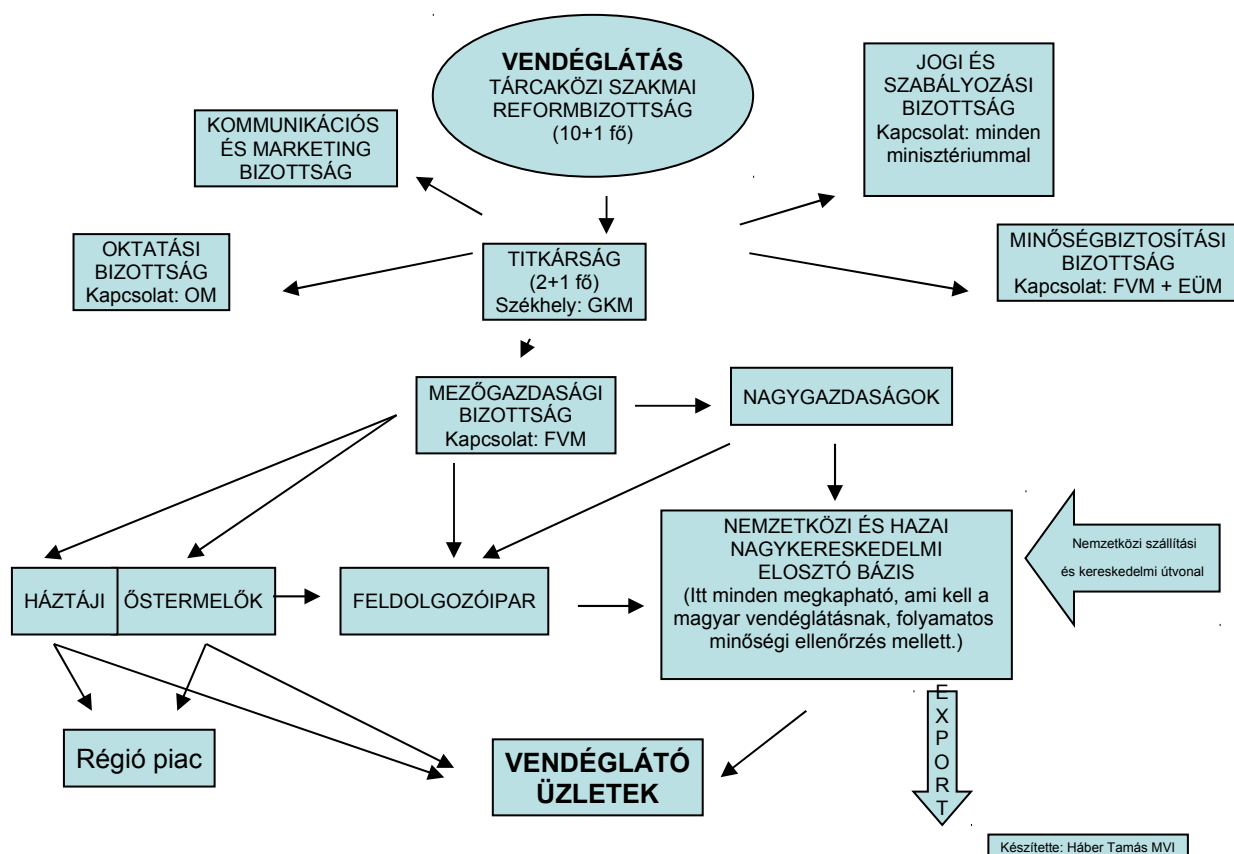 VENDÉGLÁTÁS
TÁRCAKÖZI SZAKMAI
REFORMBIZOTTSÁG
(10+1 fő)
JOGI ÉS
SZABÁLYOZÁSI
BIZOTTSÁG
Kapcsolat: minden
minisztériummal
KOMMUNIKÁCIÓS
ÉS MARKETING
BIZOTTSÁG
OKTATÁSI
BIZOTTSÁG
Kapcsolat: OM
TITKÁRSÁG
(2+1 fő)
Székhely: GKM
MINŐSÉGBIZTOSÍTÁSI
BIZOTTSÁG
Kapcsolat: FVM + EÜM
MEZŐGAZDASÁGI
BIZOTTSÁG
Kapcsolat: FVM
NAGYGAZDASÁGOK
HÁZTÁJI
ŐSTERMELŐK
FELDOLGOZÓIPAR
NEMZETKÖZI ÉS HAZAI
NAGYKERESKEDELMI
ELOSZTÓ BÁZIS
(Itt minden megkapható, ami kell a
magyar vendéglátásnak, folyamatos
minőségi ellenőrzés mellett.)
Nemzetközi szállítási
és kereskedelmi útvonal
EXPORT
Régió piac
VENDÉGLÁTÓ
ÜZLETEK
Készítette: Háber Tamás MVI